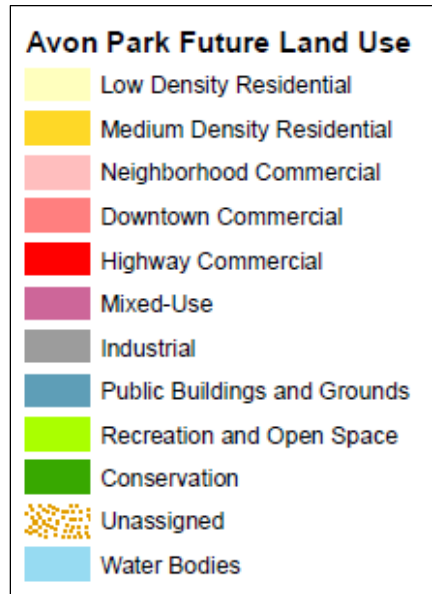 Avon Park Future Land Use
Low Density Residential
Medium Density Residential
Neighborhood Commercial
Downtown Commercial
Highway Commercial
Mixed-Use
Industrial
Public Buildings and Grounds
Recreation and Open Space
Conservation
Unassigned
Water Bodies